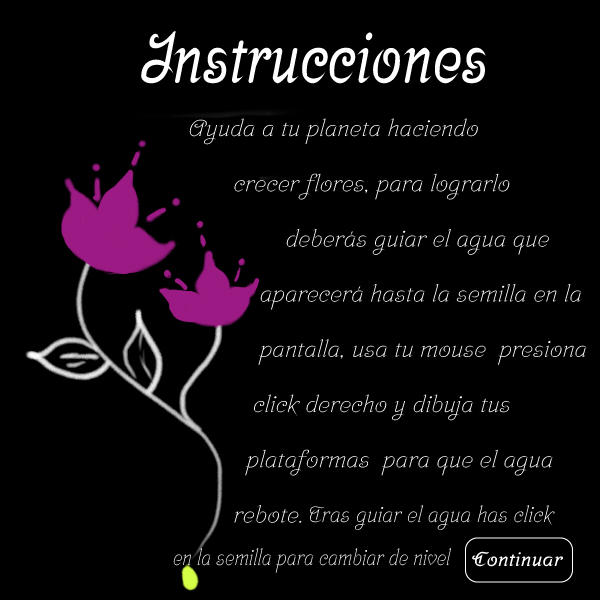 Instrucciones
Ayuda a tu planeta haciendo
crecer flores, para lograrlo
deberás guiar el agua que
aparecerá hasta la semilla en la
pantalla, usa tu mouse presiona
click derecho y dibuja tus
plataformas para que el agua
rebote. Tras guiar el agua has click
en la semilla para cambiar de nivel
Continuar